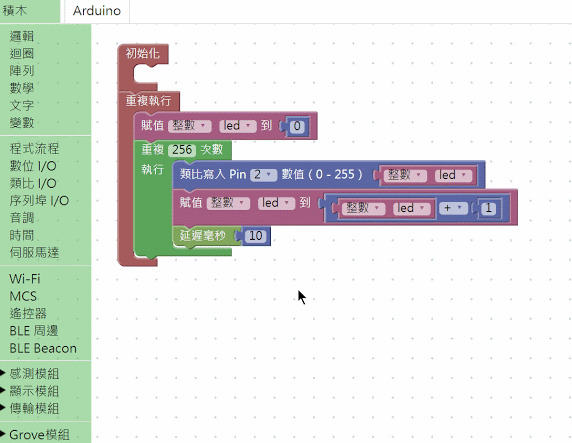 積木 Arduino
邏輯
迴圈
陣列
數學
文字
變數
程式流程
數位 I/O
類比 I/O
序列埠 I/O
音調
時間
伺服馬達
Wi-Fi
MCS
遙控器
BLE 周邊
BLE Beacon
感測模組
顯示模組
傳輸模組
Grove模組
初始化
重複執行
賦值 整數 led 到 0
重複 256 次數
執行
類比寫入 Pin 2 數值 ( 0 - 255 ) 整數 led
賦值 整數 led 到 整數 led + 1
延遲毫秒 10